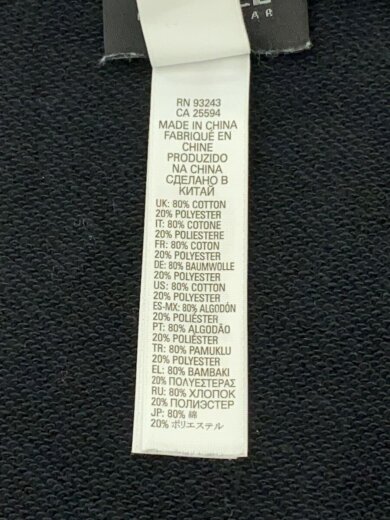 RN 93243
CA 25594
MADE IN CHINA
FABRIQUÉ EN
CHINE
PRODUZIDO
NA CHINA
СДЕЛАНО В
КИТАЙ
UK: 80% COTTON
20% POLYESTER
IT: 80% COTONE
20% POLIESTERE
FR: 80% COTON
20% POLYESTER
DE: 80% BAUMWOLLE
20% POLYESTER
US: 80% COTTON
20% POLYESTER
ES-MX: 80% ALGODÓN
20% POLIÉSTER
PT: 80% ALGODÃO
20% POLIÉSTER
TR: 80% PAMUKLU
20% POLYESTER
EL: 80% BAMBAKI
20% ΠΟΛΥΕΣΤΕΡΑΣ
RU: 80% ХЛОПОК
20% ПОЛИЭСТЕР
JP: 80% 綿
20% ポリエステル